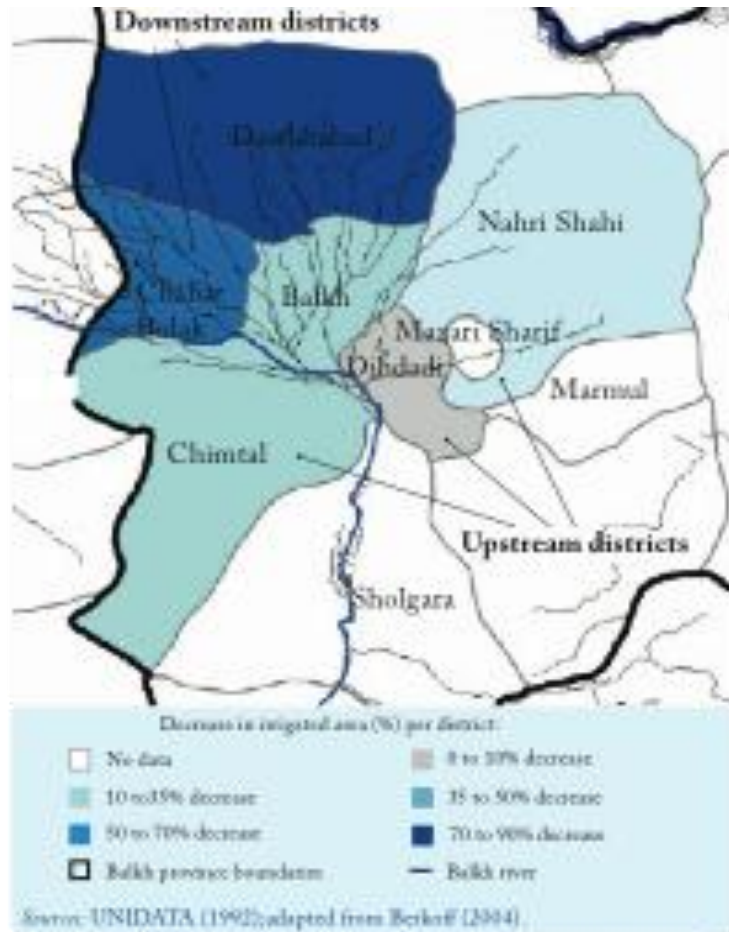 Downstream districts
Dawlatabad
Nahri Shahi
Chahar
Bolak
Balkh
Mazari Sharif
Dihdadi
Marmul
Chimtal
Upstream districts
Sholgara
Decrease in irrigated area (%) per district:
No data
0 to 10% decrease
10 to35% decrease
35 to 50% decrease
50 to 70% decrease
70 to 90% decrease
Balkh province boundaries
Balkh river
Source: UNIDATA (1992); adapted from Berkoff (2004).